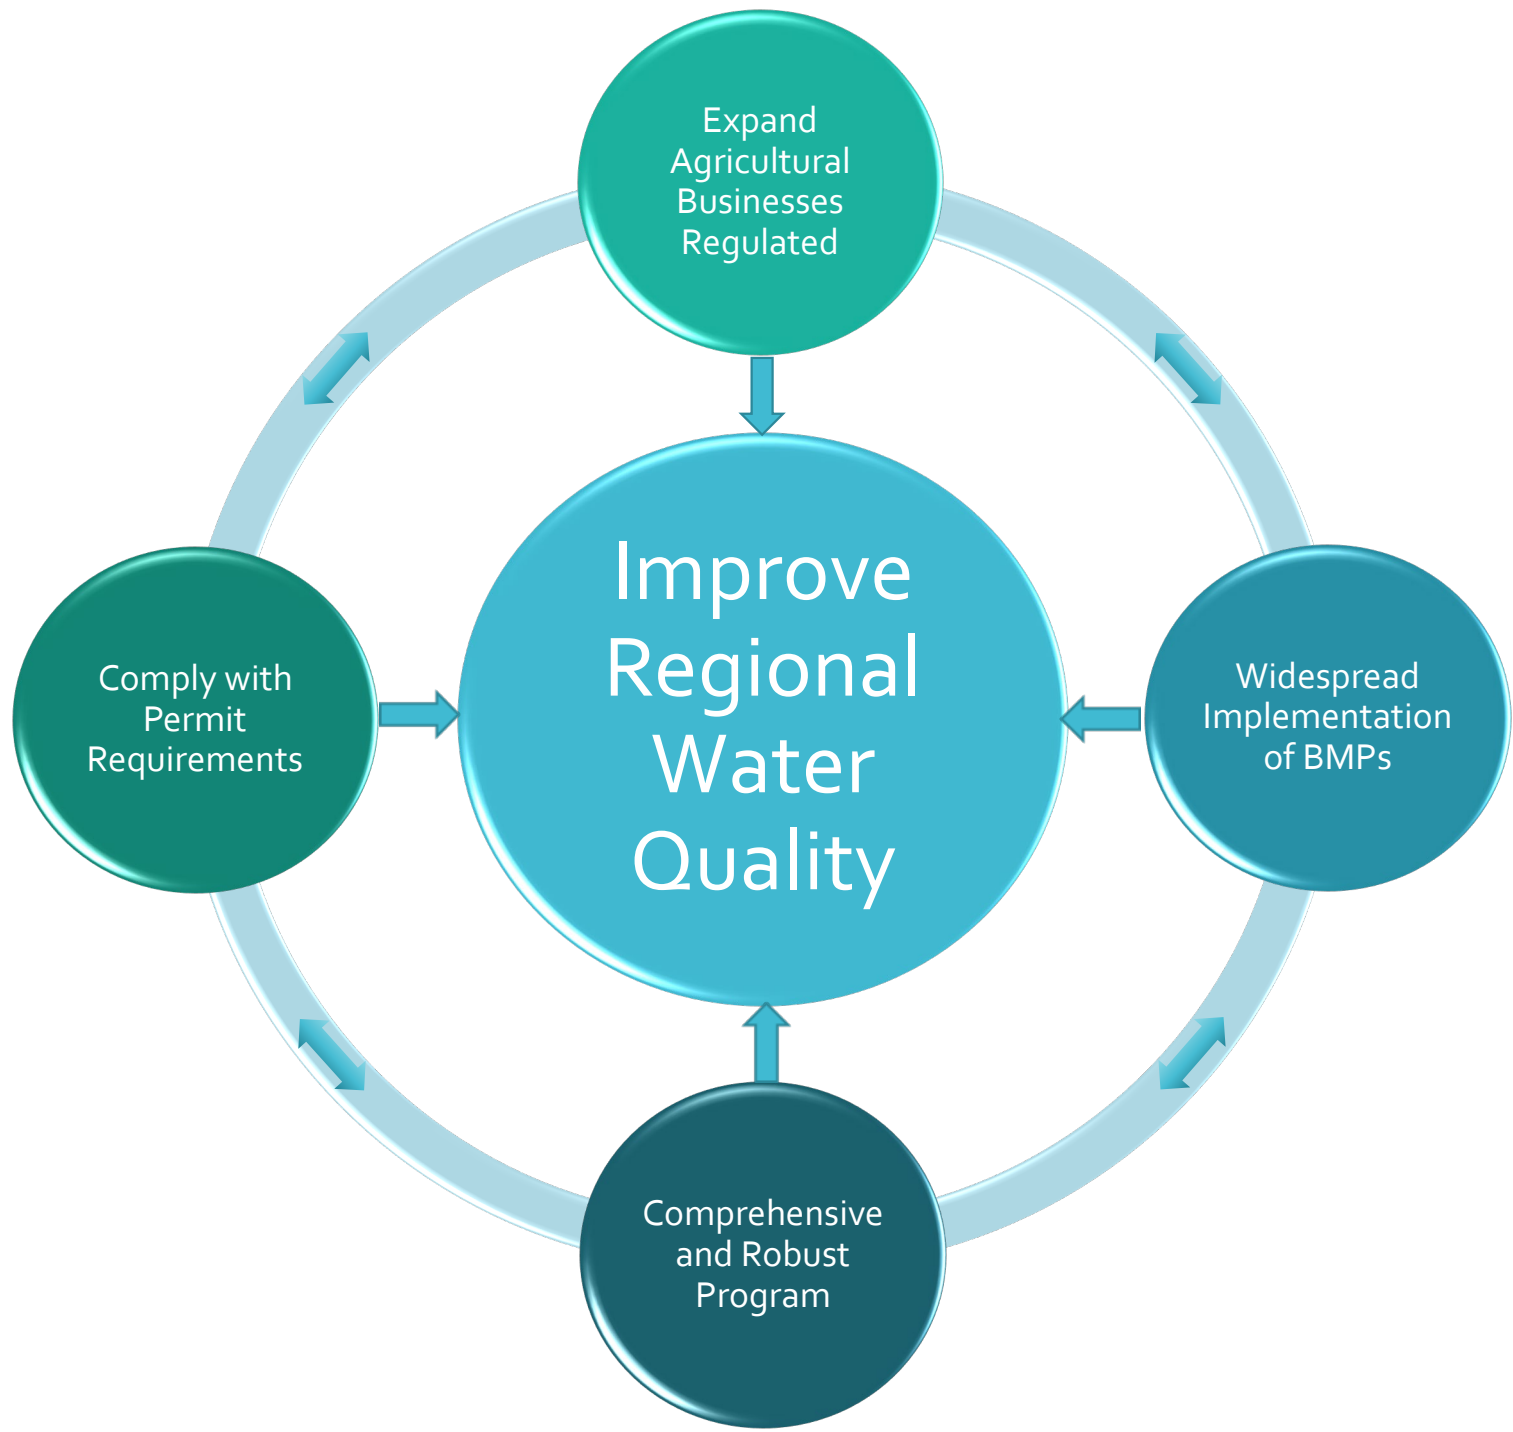 Expand
Agricultural
Businesses
Regulated
Improve
Regional
Water
Quality
Comply with
Permit
Requirements
Widespread
Implementation
of BMPs
Comprehensive
and Robust
Program